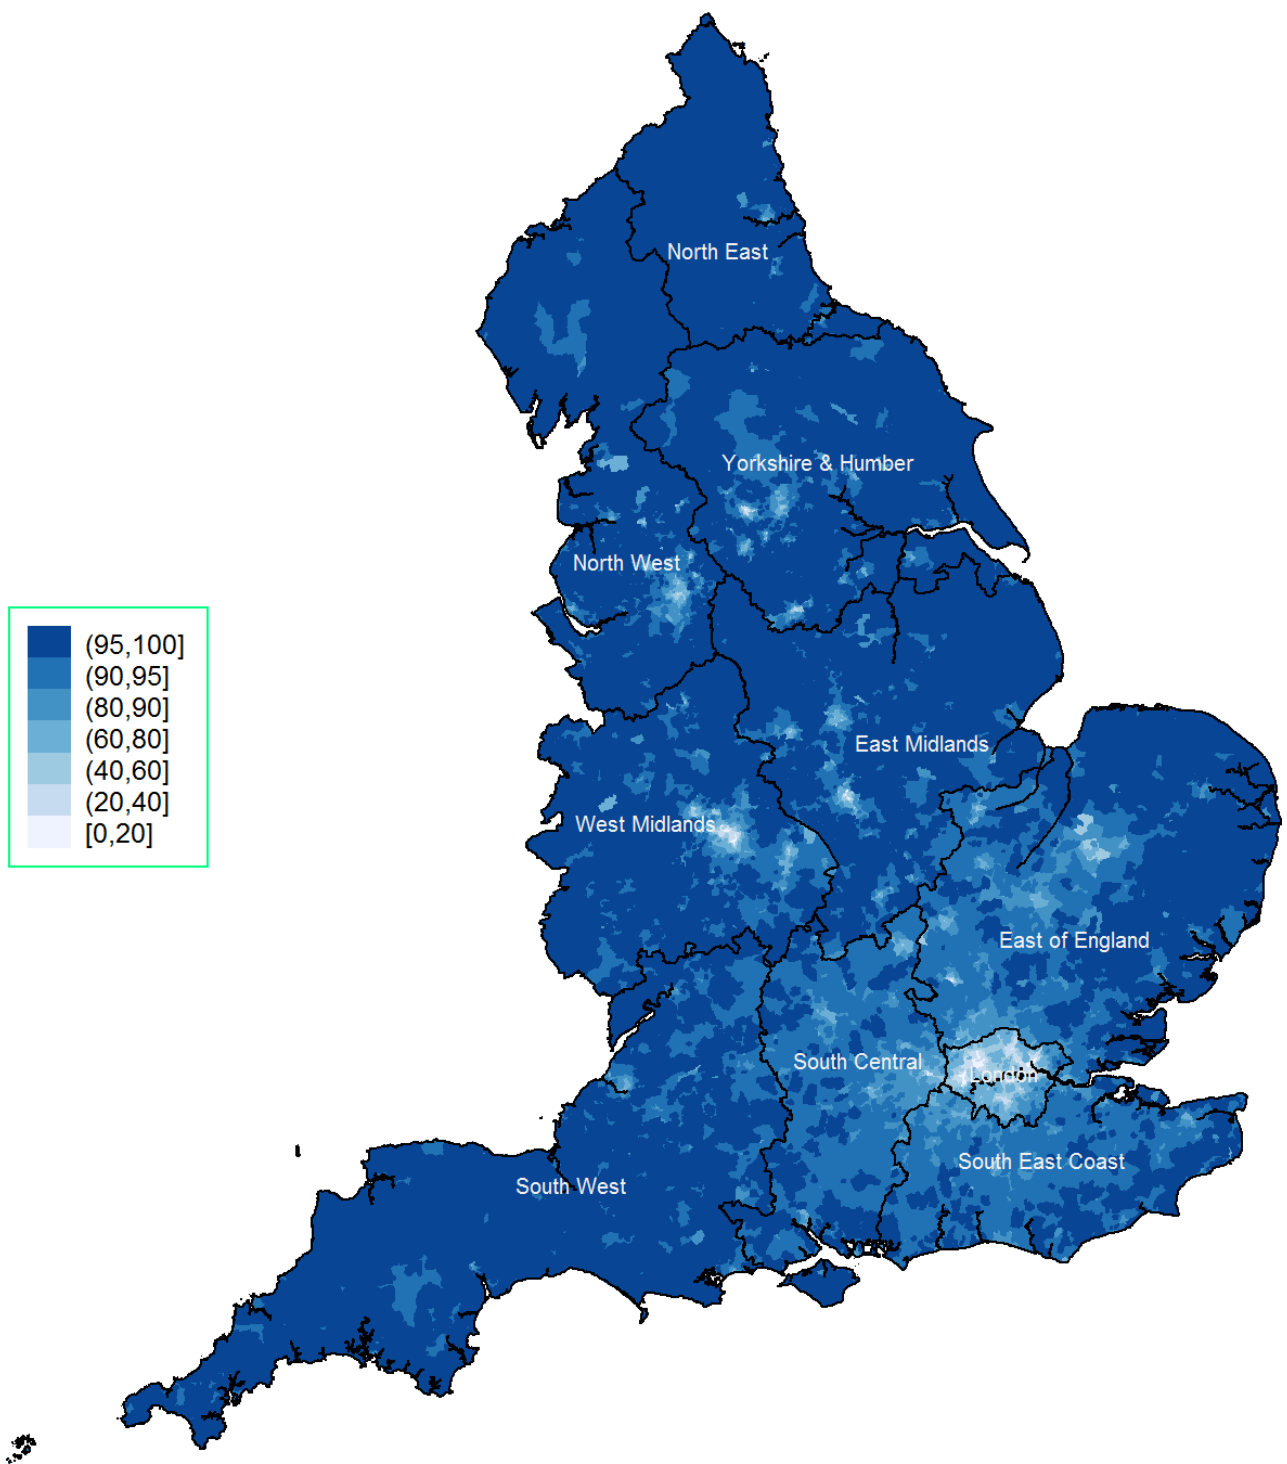 North East
Yorkshire & Humber
North West
(95,100]
(90,95]
(80,90]
(60,80]
(40,60]
(20,40]
[0,20]
East Midlands
West Midlands
East of England
South Central
London
South East Coast
South West